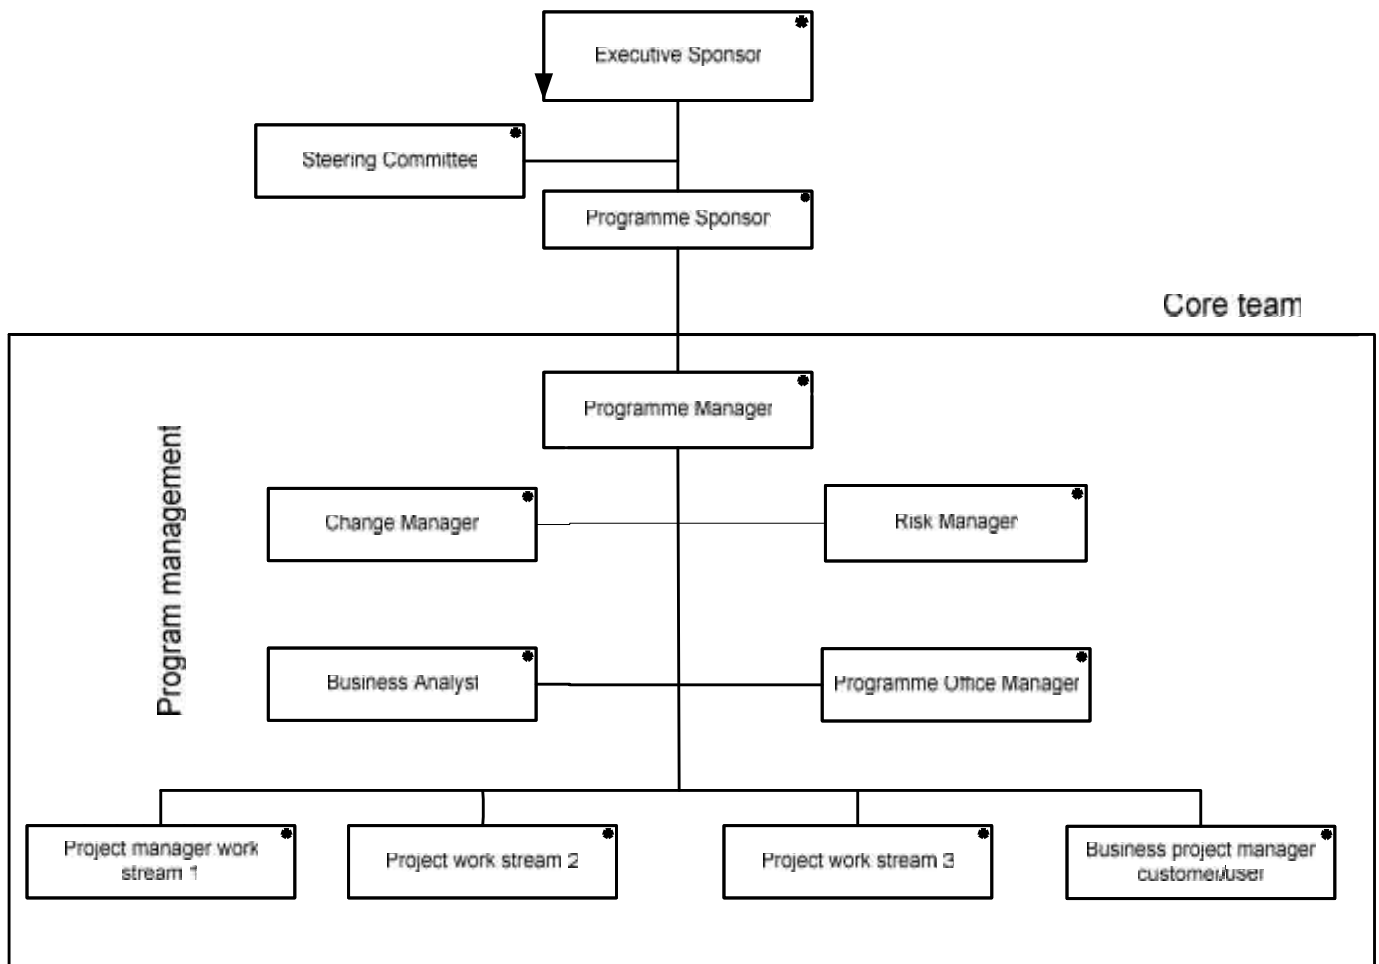 Executive Sponsor
Steering Committee
Programme Sponsor
Core team
Programme Manager
Program management
Change Manager
Risk Manager
Business Analyst
Programme Office Manager
Project manager work
stream 1
Project work stream 2
Project work stream 3
Business project manager
customer/user